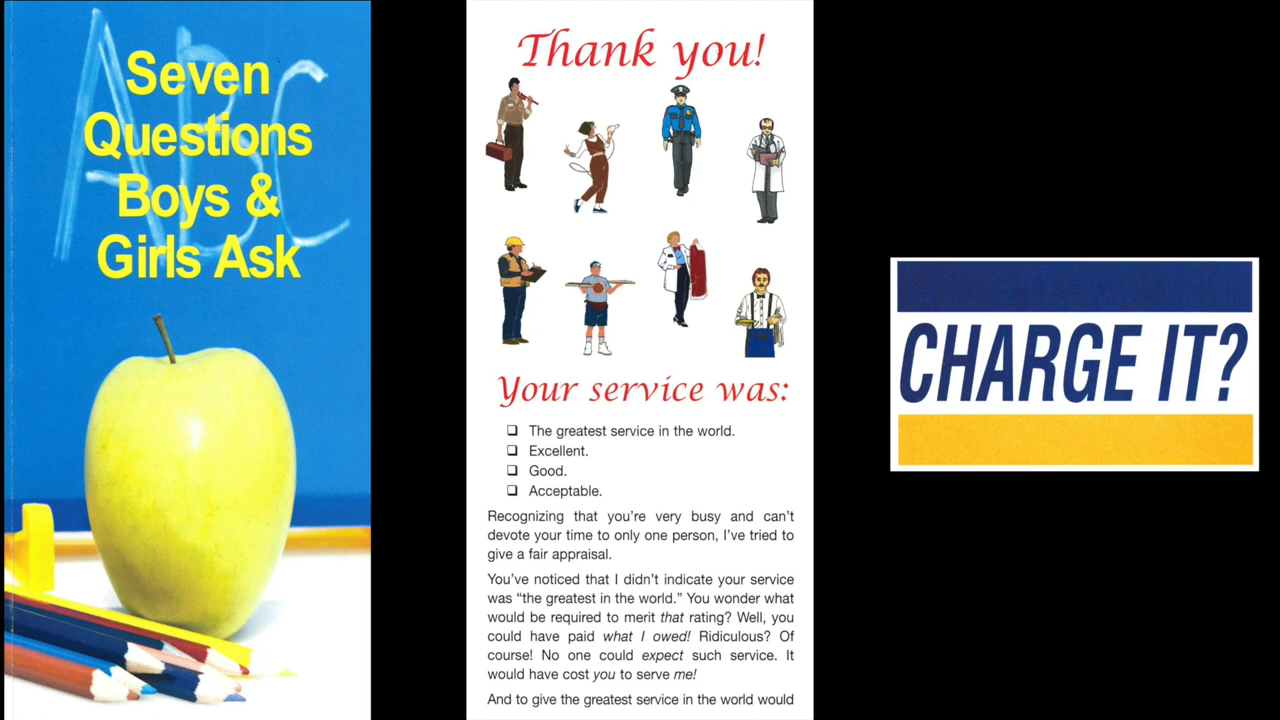 ABC
Seven
Questions
Boys &
Girls Ask
Thank you!
Your service was:
❑ The greatest service in the world.
❑ Excellent.
❑ Good.
❑ Acceptable.
Recognizing that you’re very busy and can’t
devote your time to only one person, I’ve tried to
give a fair appraisal.
You’ve noticed that I didn’t indicate your service
was “the greatest in the world.” You wonder what
would be required to merit that rating? Well, you
could have paid what I owed! Ridiculous? Of
course! No one could expect such service. It
would have cost you to serve me!
And to give the greatest service in the world would
CHARGE IT?